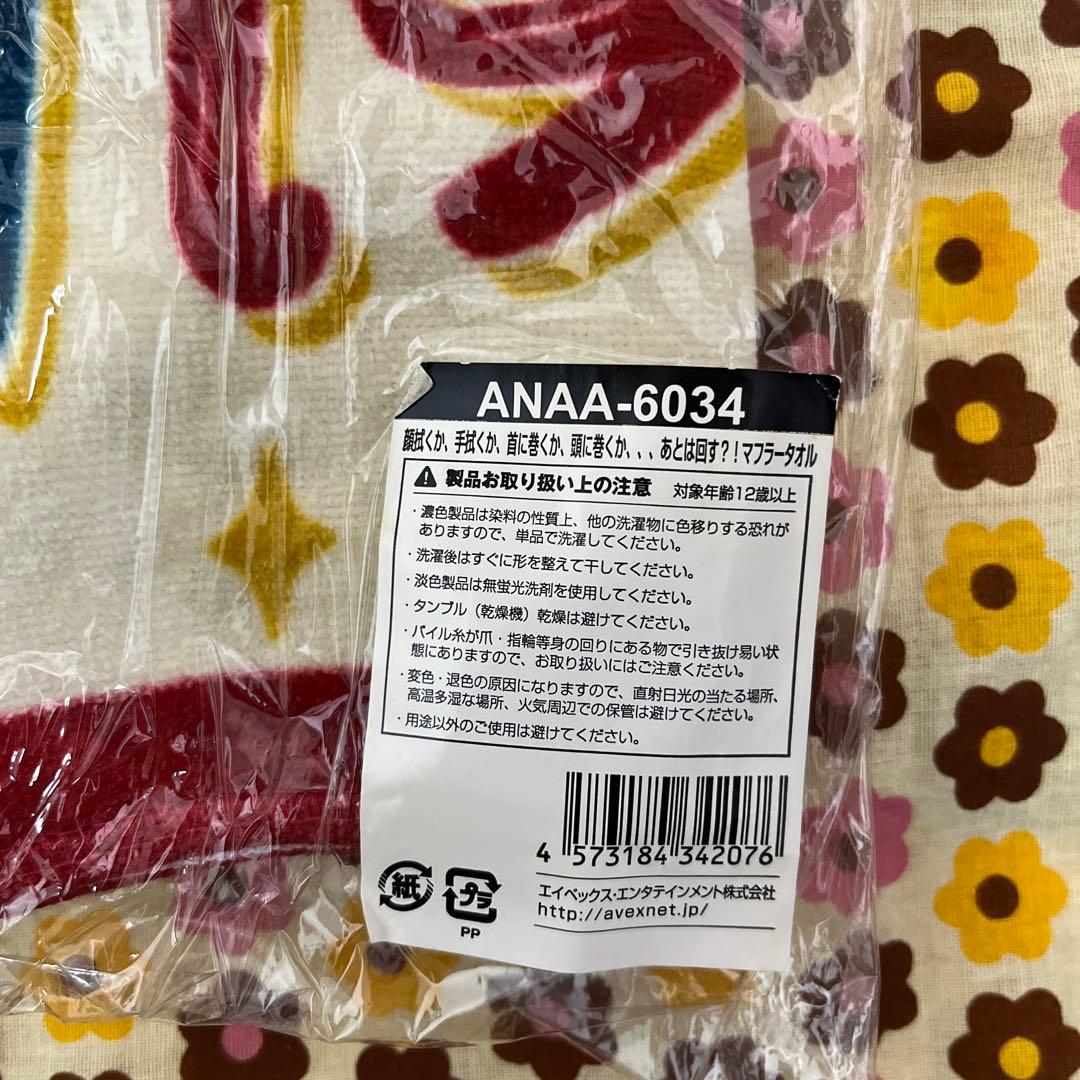 ANAA-6034
顔拭くか、手拭くか、首に巻くか、頭に巻くか、、、あとは回す?!マフラータオル
製品お取り扱い上の注意 対象年齢12歳以上
・濃色製品は染料の性質上、他の洗濯物に色移りする恐れが
ありますので、単品で洗濯してください。
・洗濯後はすぐに形を整えて干してください。
・淡色製品は無蛍光洗剤を使用してください。
・タンブル（乾燥機）乾燥は避けてください。
・パイル糸が爪・指輪等身の回りにある物で引き抜け易い状
態にありますので、お取り扱いにはご注意ください。
・変色・退色の原因になりますので、直射日光の当たる場所、
高温多湿な場所、火気周辺での保管は避けてください。
・用途以外のご使用は避けてください。
4 573184 342076
紙 プラ
PP
エイベックス・エンタテインメント株式会社
http://avexnet.jp/